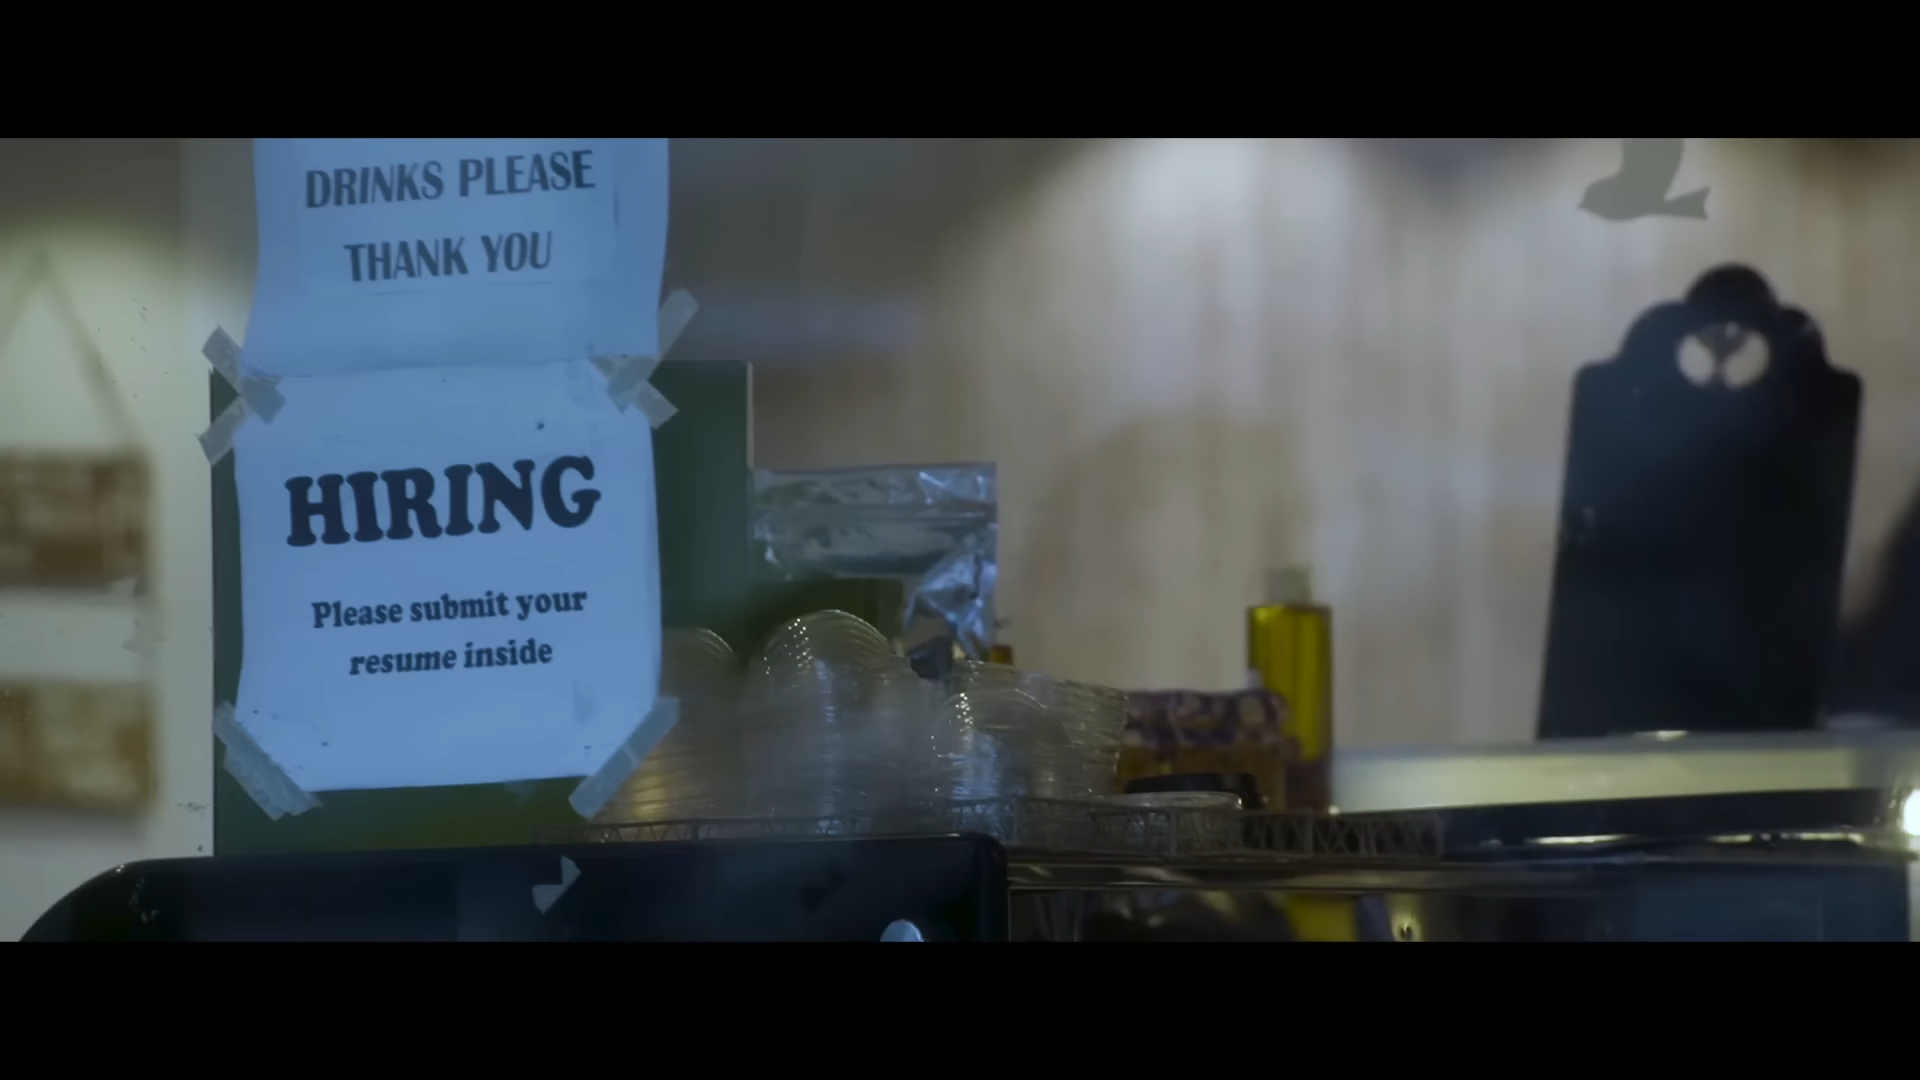 DRINKS PLEASE
THANK YOU
HIRING
Please submit your
resume inside